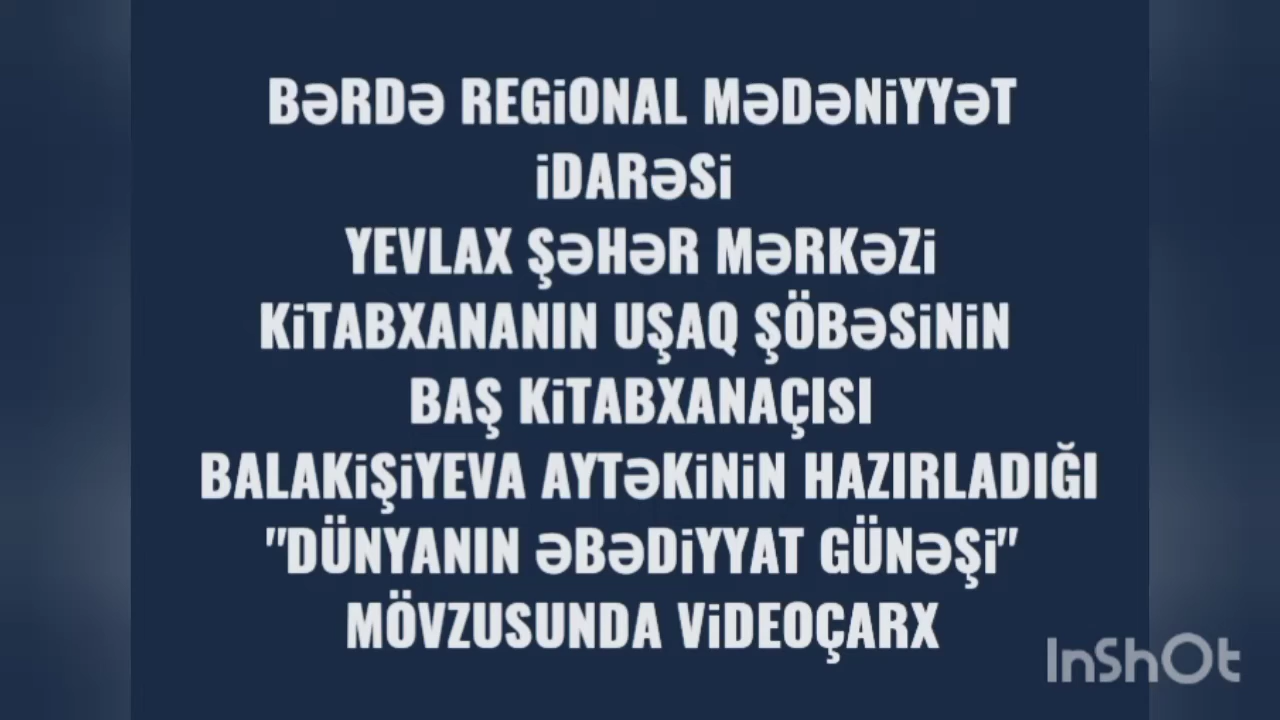 BƏRDƏ REGİONAL MƏDƏNİYYƏT
İDARƏSİ
YEVLAX ŞƏHƏR MƏRKƏZİ
KİTABXANANIN UŞAQ ŞÖBƏSİNİN
BAŞ KİTABXANAÇISI
BALAKİŞİYEVA AYTƏKİNİN HAZIRLADIĞI
"DÜNYANIN ƏBƏDİYYAT GÜNƏŞİ"
MÖVZUSUNDA VİDEOÇARX
InShOt